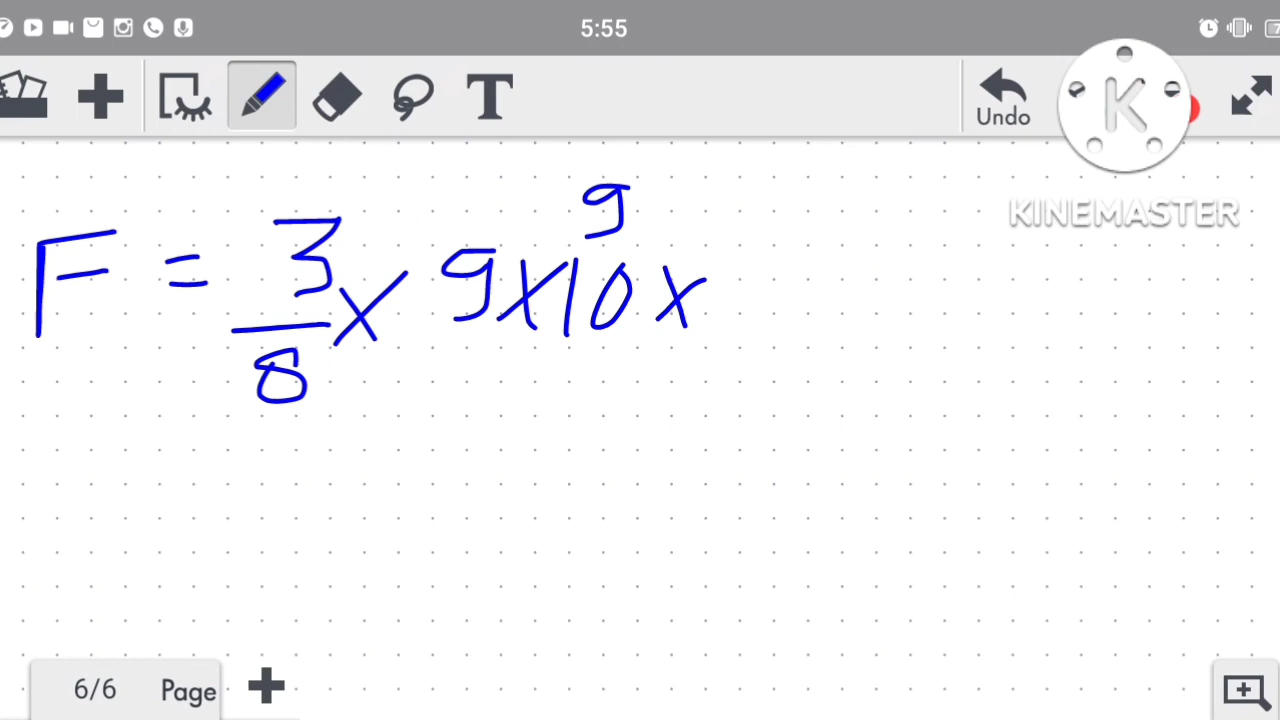 5:55
Undo
K
KINEMASTER
F = 3/8 x 9x10⁹ x
6/6 Page